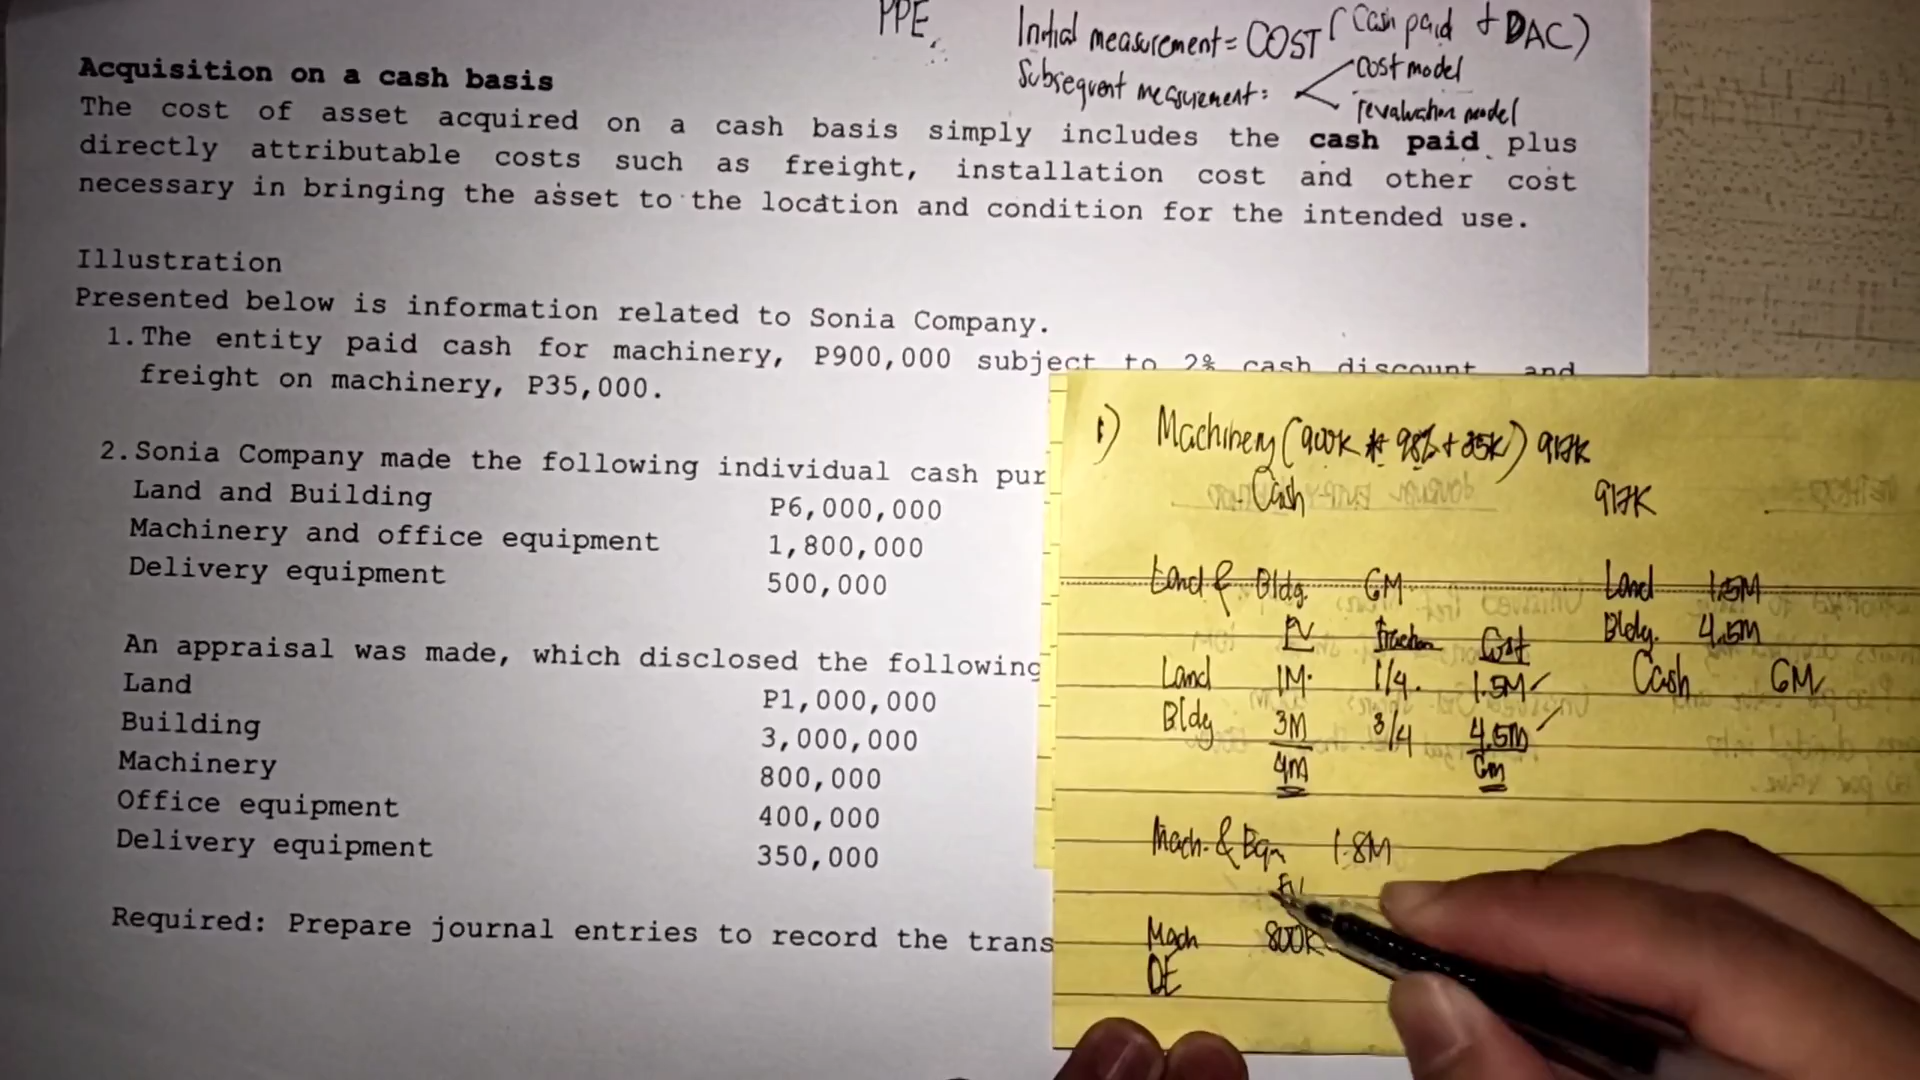 PPE.
Initial measurement = COST (Cash paid + DAC)
Subsequent measurement: cost model
revaluation model
Acquisition on a cash basis
The cost of asset acquired on a cash basis simply includes the cash paid plus
directly attributable costs such as freight, installation cost and other cost
necessary in bringing the asset to the location and condition for the intended use.
Illustration
Presented below is information related to Sonia Company.
1. The entity paid cash for machinery, P900,000 subject to 2% cash discount and
freight on machinery, P35,000.
2. Sonia Company made the following individual cash pur
Land and Building P6,000,000
Machinery and office equipment 1,800,000
Delivery equipment 500,000
An appraisal was made, which disclosed the following
Land P1,000,000
Building 3,000,000
Machinery 800,000
Office equipment 400,000
Delivery equipment 350,000
Required: Prepare journal entries to record the trans
1) Machinery (900K * 98% + 35K) 917K
Cash 917K
Land & Bldg. 6M
FV Fraction Cost
Land 1M 1/4 1.5M
Bldg 3M 3/4 4.5M
4M 6M
Land 1.5M
Bldg. 4.5M
Cash 6M
Mach. & Eqn 1.8M
FV
Mach 800K
OE